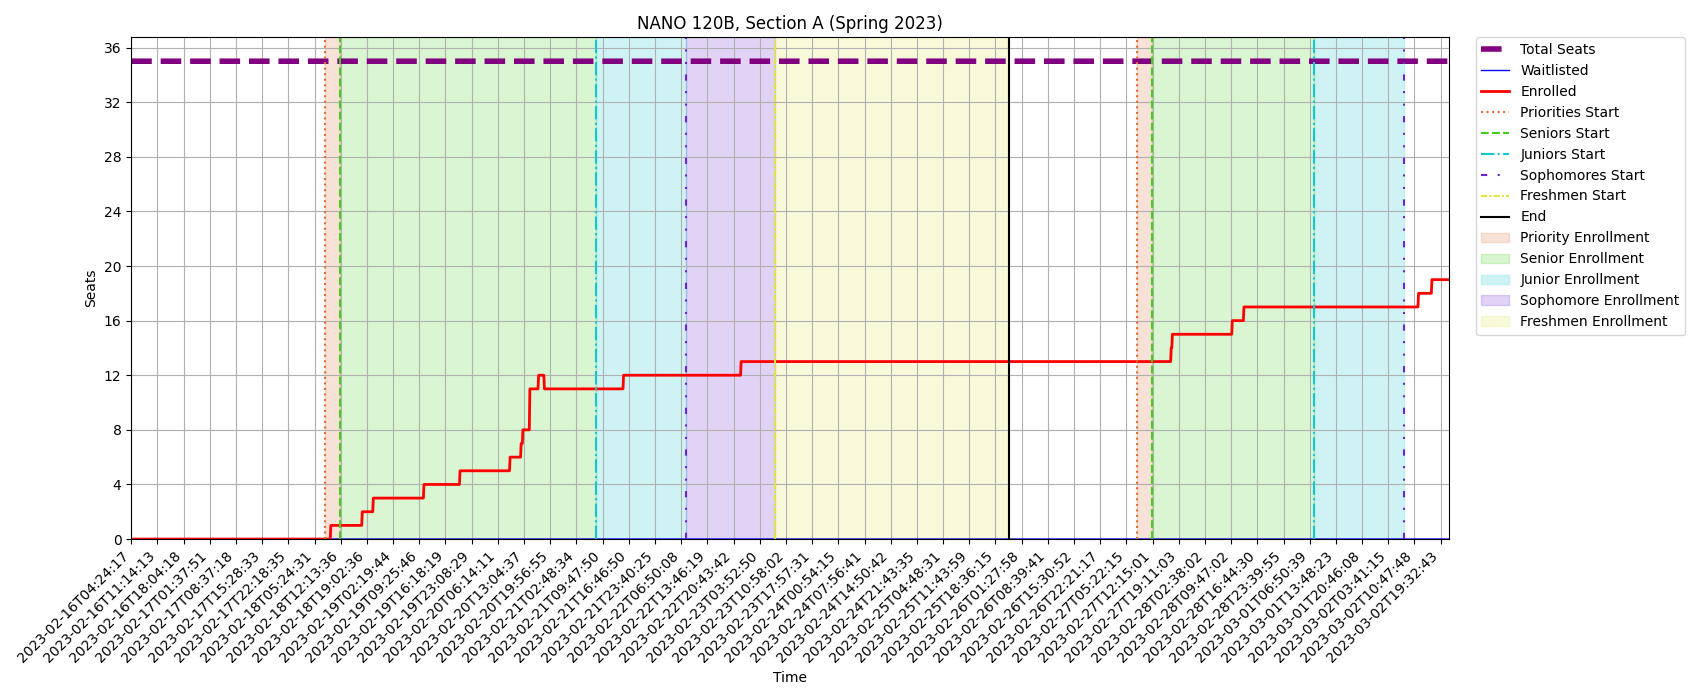 NANO 120B, Section A (Spring 2023)
36
32
28
24
20
16
12
8
4
0
Seats
2023-02-16T04:24:17
2023-02-16T11:14:13
2023-02-16T18:04:18
2023-02-17T01:37:51
2023-02-17T08:37:18
2023-02-17T15:28:33
2023-02-17T22:18:35
2023-02-18T05:24:31
2023-02-18T12:13:36
2023-02-18T19:02:36
2023-02-19T02:19:44
2023-02-19T09:25:46
2023-02-19T16:18:19
2023-02-19T23:08:29
2023-02-20T06:14:11
2023-02-20T13:04:37
2023-02-20T19:56:55
2023-02-21T02:48:34
2023-02-21T09:47:50
2023-02-21T16:46:50
2023-02-21T23:40:25
2023-02-22T06:50:08
2023-02-22T13:46:19
2023-02-22T20:43:42
2023-02-23T03:52:50
2023-02-23T10:58:02
2023-02-23T17:57:31
2023-02-24T00:54:15
2023-02-24T07:56:41
2023-02-24T14:50:42
2023-02-24T21:43:35
2023-02-25T04:48:31
2023-02-25T11:43:59
2023-02-25T18:36:15
2023-02-26T01:27:58
2023-02-26T08:39:41
2023-02-26T15:30:52
2023-02-26T22:21:17
2023-02-27T05:22:15
2023-02-27T12:15:01
2023-02-27T19:11:03
2023-02-28T02:38:02
2023-02-28T09:47:02
2023-02-28T16:44:30
2023-02-28T23:39:55
2023-03-01T06:50:39
2023-03-01T13:48:23
2023-03-01T20:46:08
2023-03-02T03:41:15
2023-03-02T10:47:48
2023-03-02T19:32:43
Time
Total Seats
Waitlisted
Enrolled
Priorities Start
Seniors Start
Juniors Start
Sophomores Start
Freshmen Start
End
Priority Enrollment
Senior Enrollment
Junior Enrollment
Sophomore Enrollment
Freshmen Enrollment